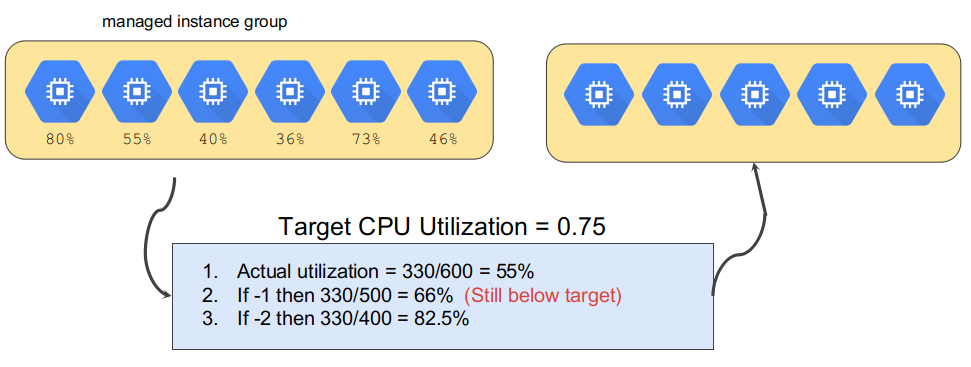 managed instance group
80% 55% 40% 36% 73% 46%
Target CPU Utilization = 0.75
1. Actual utilization = 330/600 = 55%
2. If -1 then 330/500 = 66% (Still below target)
3. If -2 then 330/400 = 82.5%